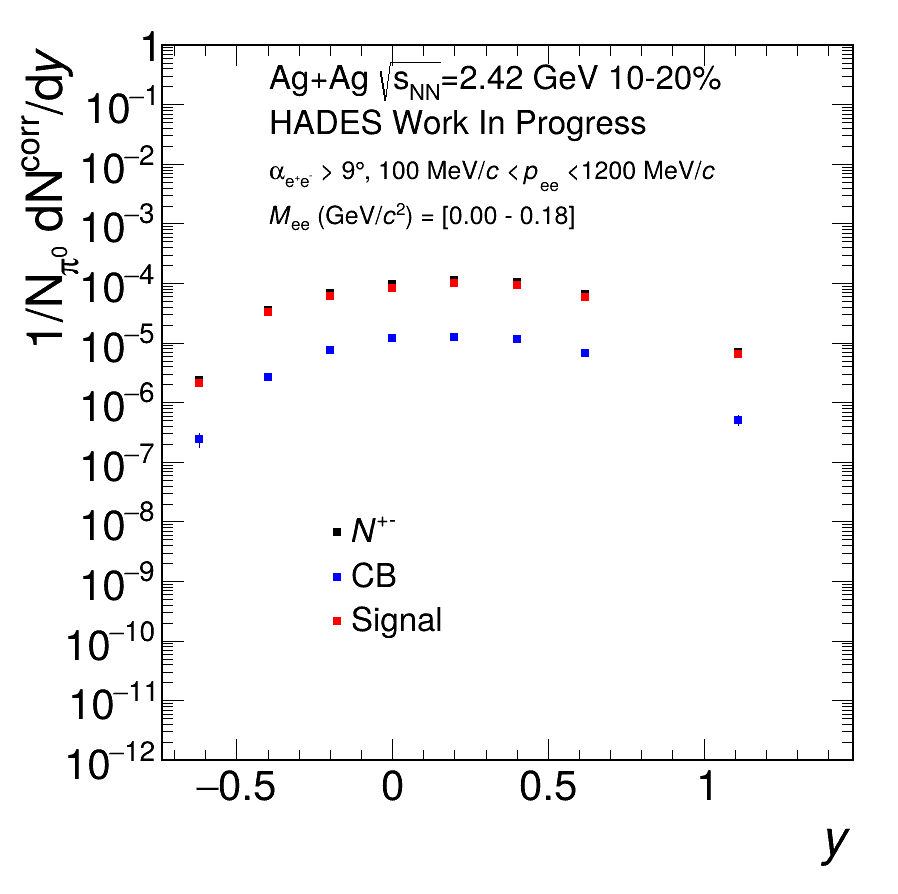 1/N_π⁰ dN^corr/dy
1
10⁻¹
10⁻²
10⁻³
10⁻⁴
10⁻⁵
10⁻⁶
10⁻⁷
10⁻⁸
10⁻⁹
10⁻¹⁰
10⁻¹¹
10⁻¹²
Ag+Ag √s_NN=2.42 GeV 10-20%
HADES Work In Progress
α_e⁺e⁻ > 9°, 100 MeV/c <p_ee <1200 MeV/c
M_ee (GeV/c²) = [0.00 - 0.18]
N⁺⁻
CB
Signal
−0.5 0 0.5 1
y